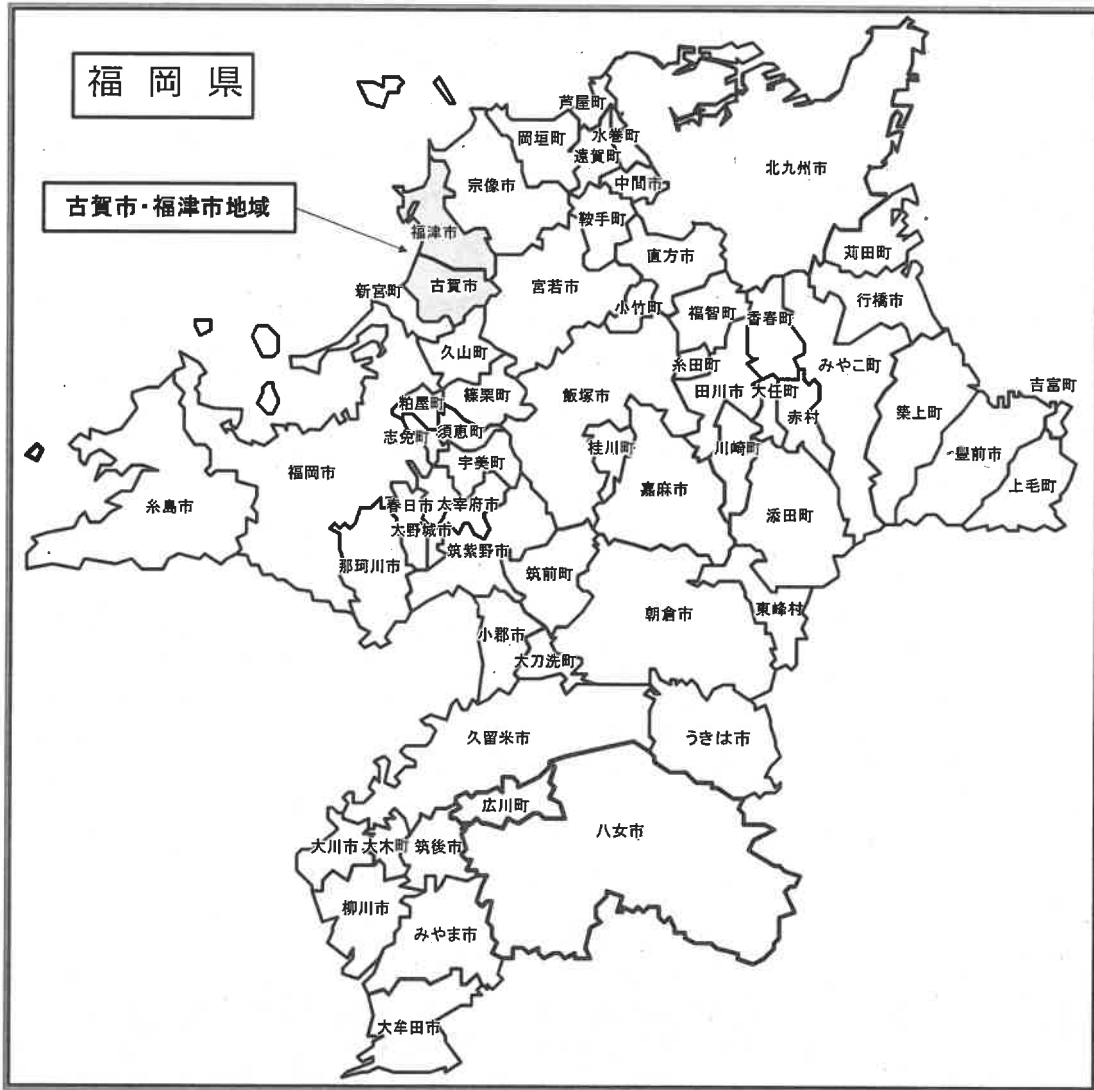 福岡県
芦屋町
岡垣町
水巻町
遠賀町
北九州市
宗像市
中間市
古賀市・福津市地域
鞍手町
福津市
直方市
苅田町
古賀市
宮若市
新宮町
小竹町
福智町
香春町
行橋市
久山町
糸田町
みやこ町
粕屋町
篠栗町
飯塚市
田川市
大任町
吉富町
志免町
須恵町
赤村
築上町
福岡市
宇美町
桂川町
川崎町
豊前市
糸島市
春日市
太宰府市
嘉麻市
上毛町
大野城市
添田町
筑紫野市
那珂川市
筑前町
朝倉市
東峰村
小郡市
大刀洗町
久留米市
うきは市
広川町
八女市
大川市
大木町
筑後市
柳川市
みやま市
大牟田市